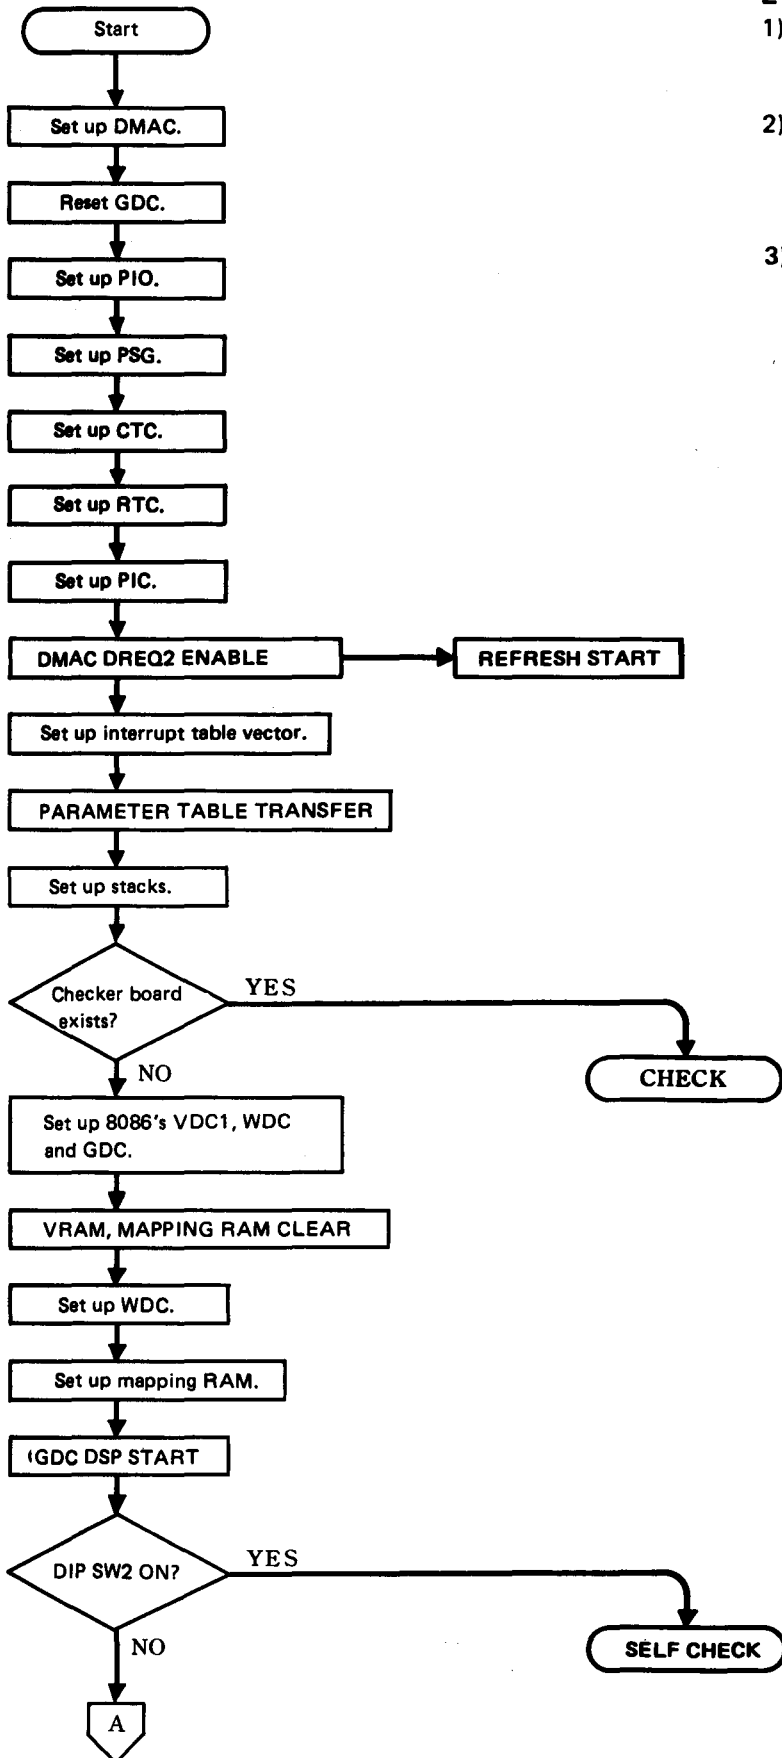 Start
1)
Set up DMAC.
2)
Reset GDC.
3)
Set up PIO.
Set up PSG.
Set up CTC.
Set up RTC.
Set up PIC.
DMAC DREQ2 ENABLE
REFRESH START
Set up interrupt table vector.
PARAMETER TABLE TRANSFER
Set up stacks.
Checker board
exists?
YES
CHECK
NO
Set up 8086's VDC1, WDC
and GDC.
VRAM, MAPPING RAM CLEAR
Set up WDC.
Set up mapping RAM.
(GDC DSP START
DIP SW2 ON?
YES
SELF CHECK
NO
A